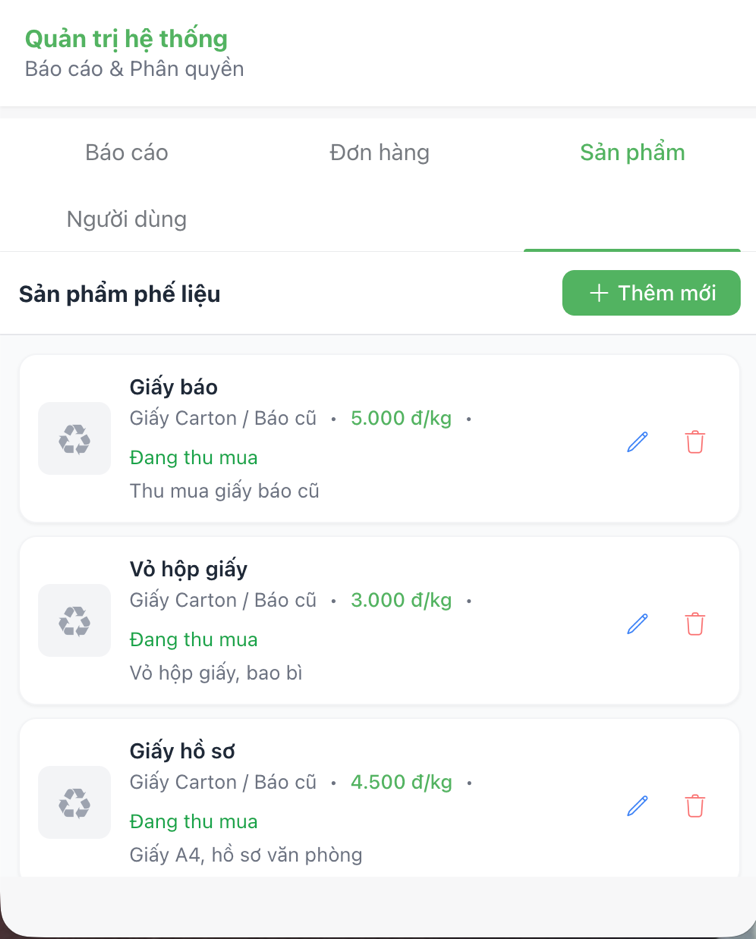 Quản trị hệ thống
Báo cáo & Phân quyền
Báo cáo
Đơn hàng
Sản phẩm
Người dùng
Sản phẩm phế liệu
+ Thêm mới
Giấy báo
Giấy Carton / Báo cũ • 5.000 đ/kg •
Đang thu mua
Thu mua giấy báo cũ
Vỏ hộp giấy
Giấy Carton / Báo cũ • 3.000 đ/kg •
Đang thu mua
Vỏ hộp giấy, bao bì
Giấy hồ sơ
Giấy Carton / Báo cũ • 4.500 đ/kg •
Đang thu mua
Giấy A4, hồ sơ văn phòng